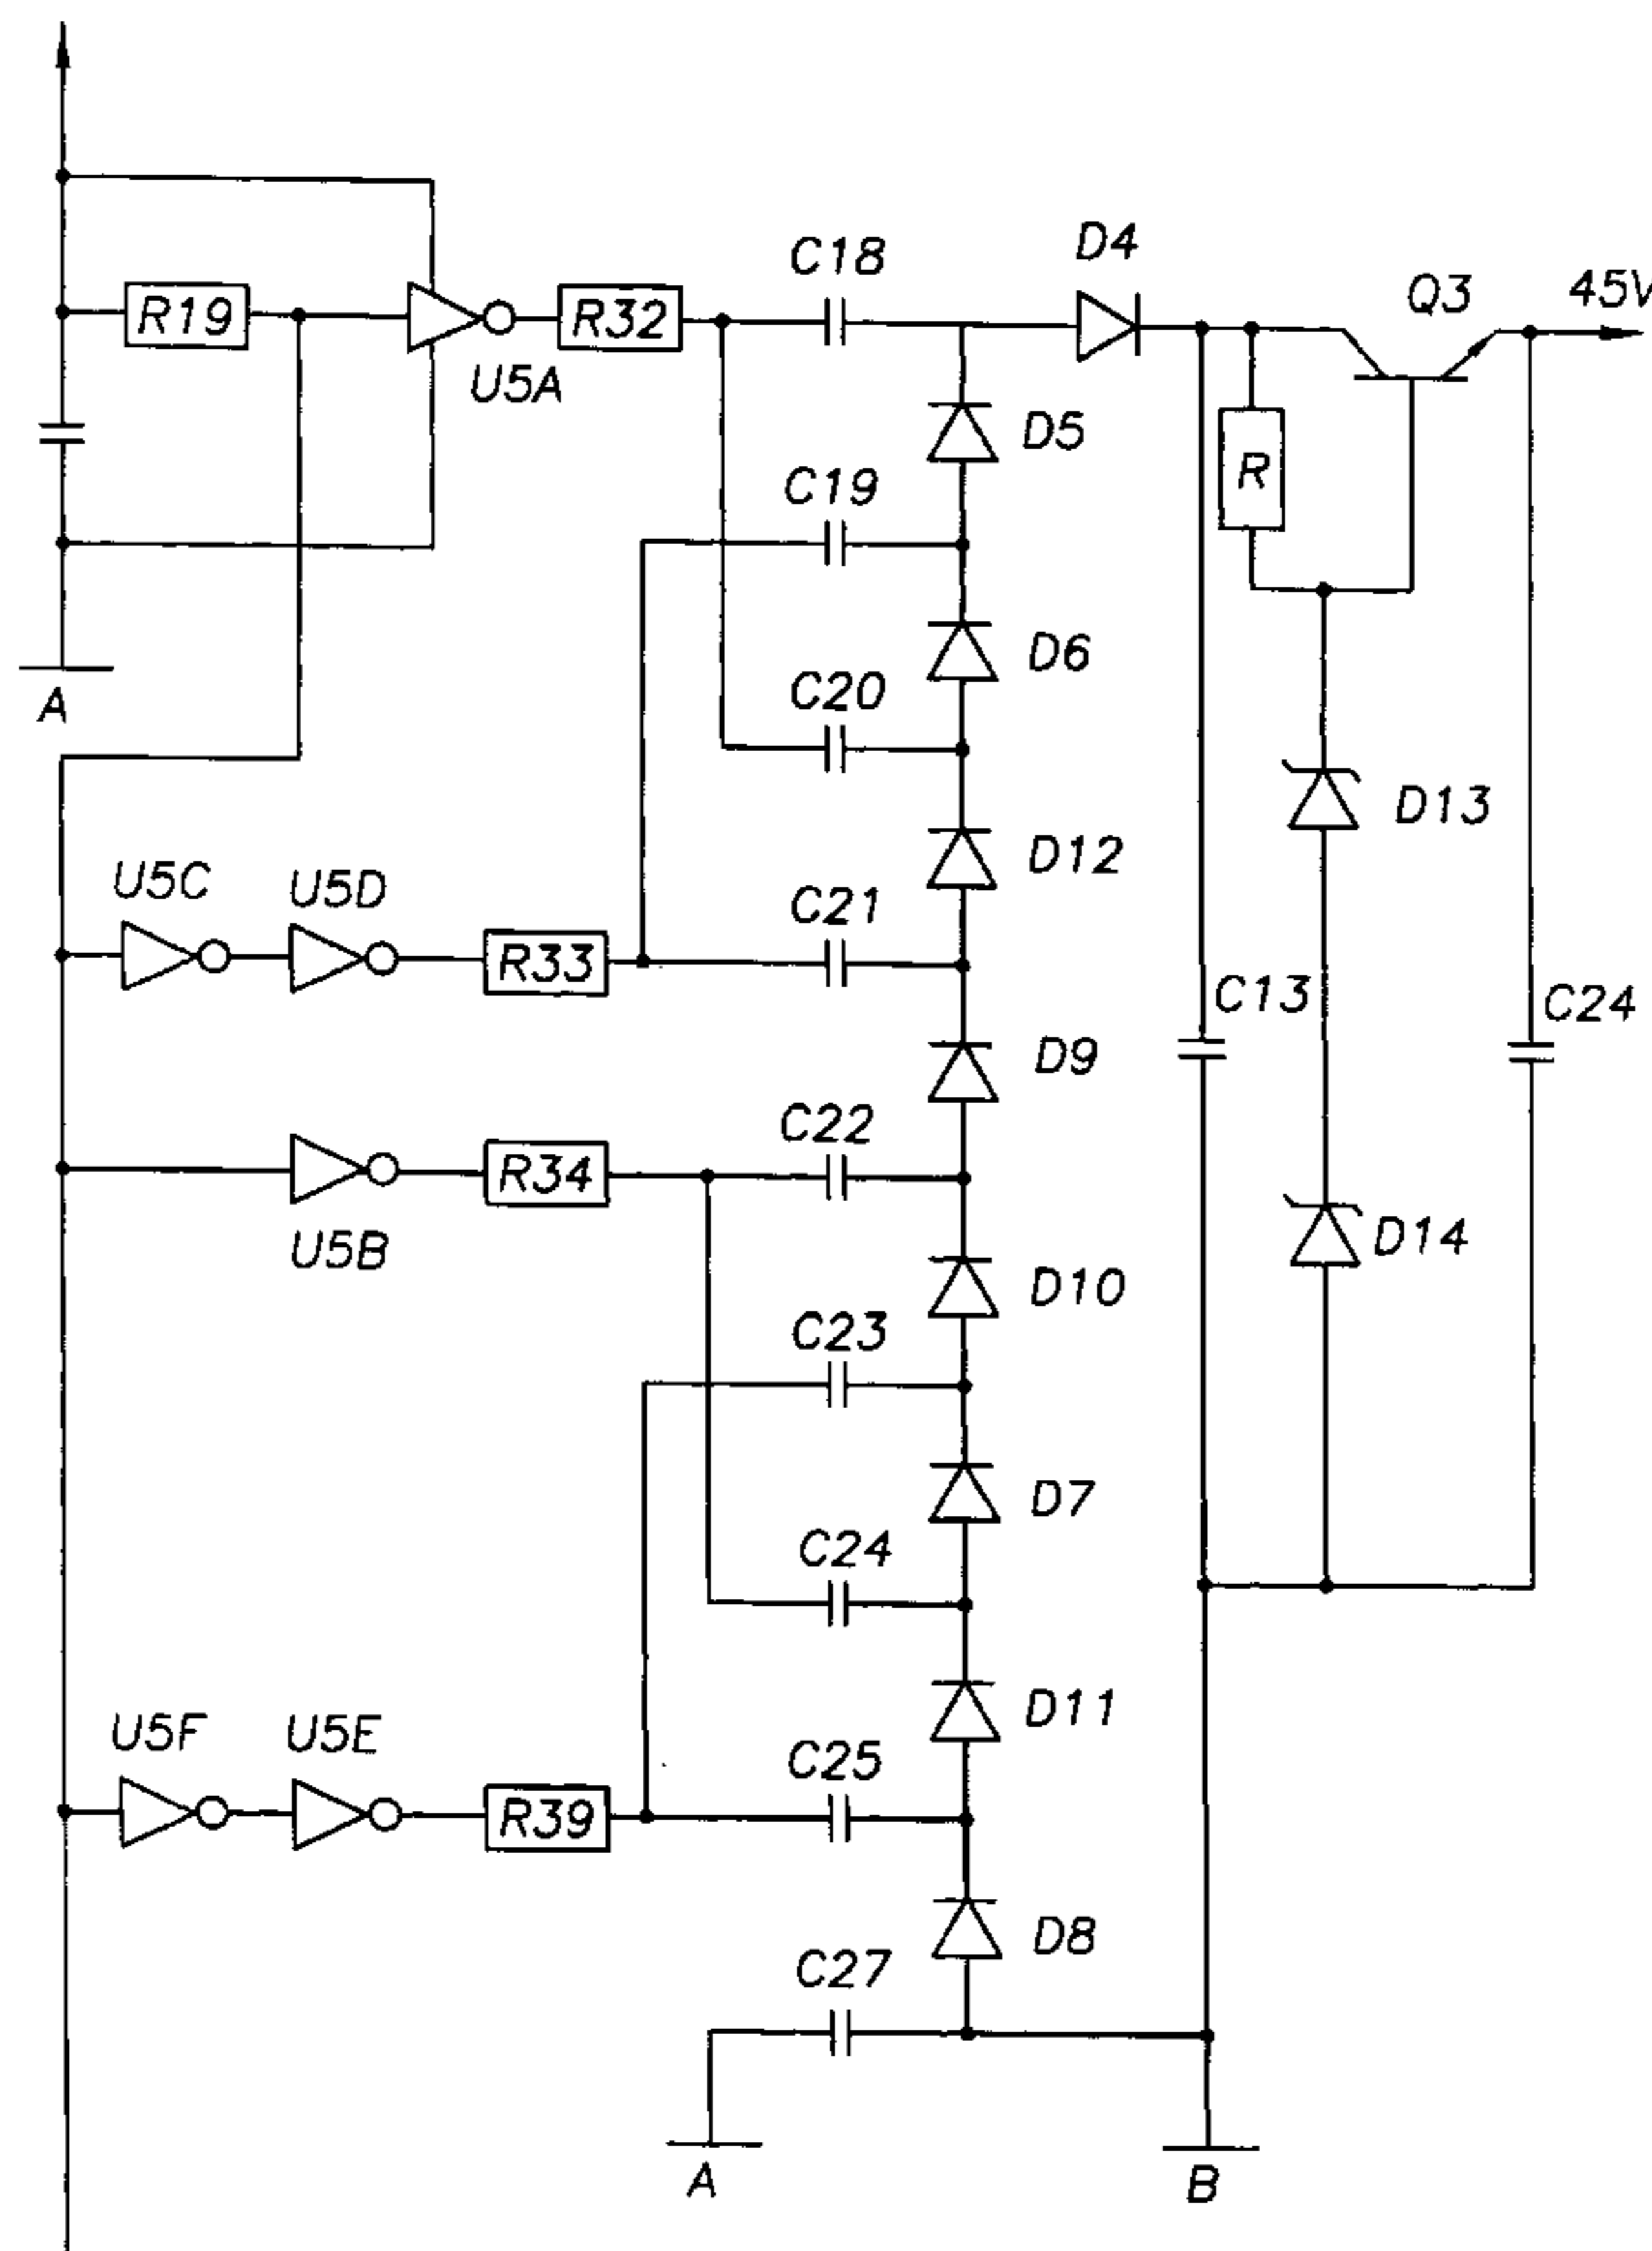 D4
C18
Q3
45V
R19
R32
U5A
D5
C19
R
D6
C20
A
D13
D12
U5C
U5D
C21
R33
C13
C24
D9
C22
R34
D14
U5B
D10
C23
D7
C24
D11
U5F
U5E
C25
R39
D8
C27
A
B